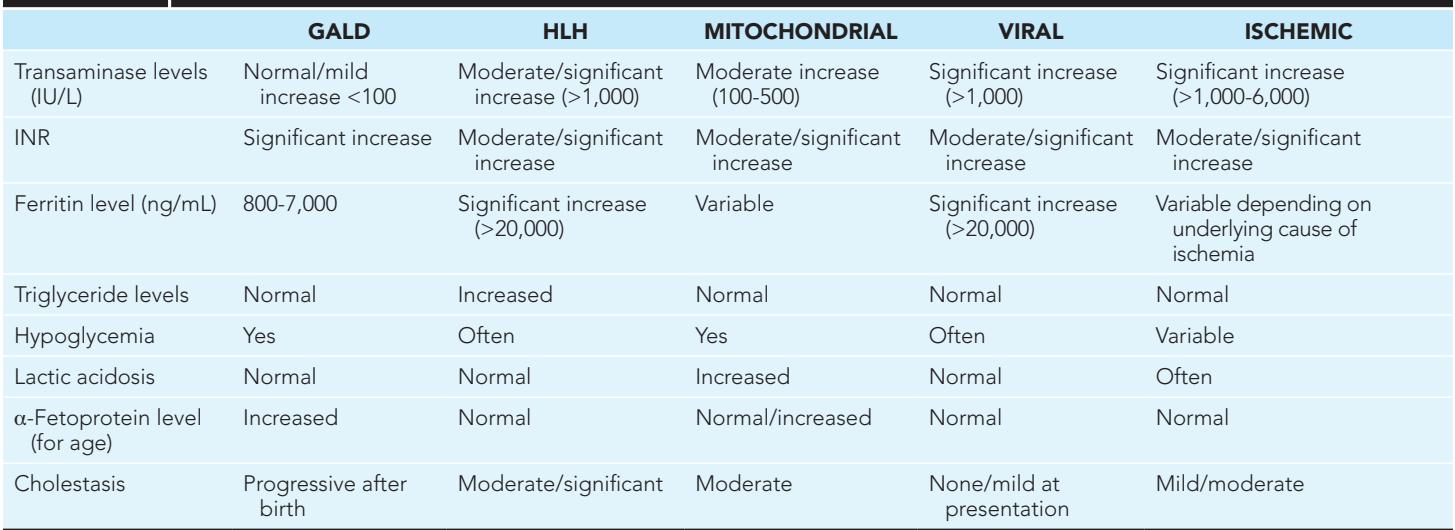 GALD HLH MITOCHONDRIAL VIRAL ISCHEMIC
Transaminase levels Normal/mild Moderate/significant Moderate increase Significant increase Significant increase
(IU/L) increase <100 increase (>1,000) (100-500) (>1,000) (>1,000-6,000)
INR Significant increase Moderate/significant Moderate/significant Moderate/significant Moderate/significant
increase increase increase increase
Ferritin level (ng/mL) 800-7,000 Significant increase Variable Significant increase Variable depending on
(>20,000) (>20,000) underlying cause of
ischemia
Triglyceride levels Normal Increased Normal Normal Normal
Hypoglycemia Yes Often Yes Often Variable
Lactic acidosis Normal Normal Increased Normal Often
α-Fetoprotein level Increased Normal Normal/increased Normal Normal
(for age)
Cholestasis Progressive after Moderate/significant Moderate None/mild at Mild/moderate
birth presentation